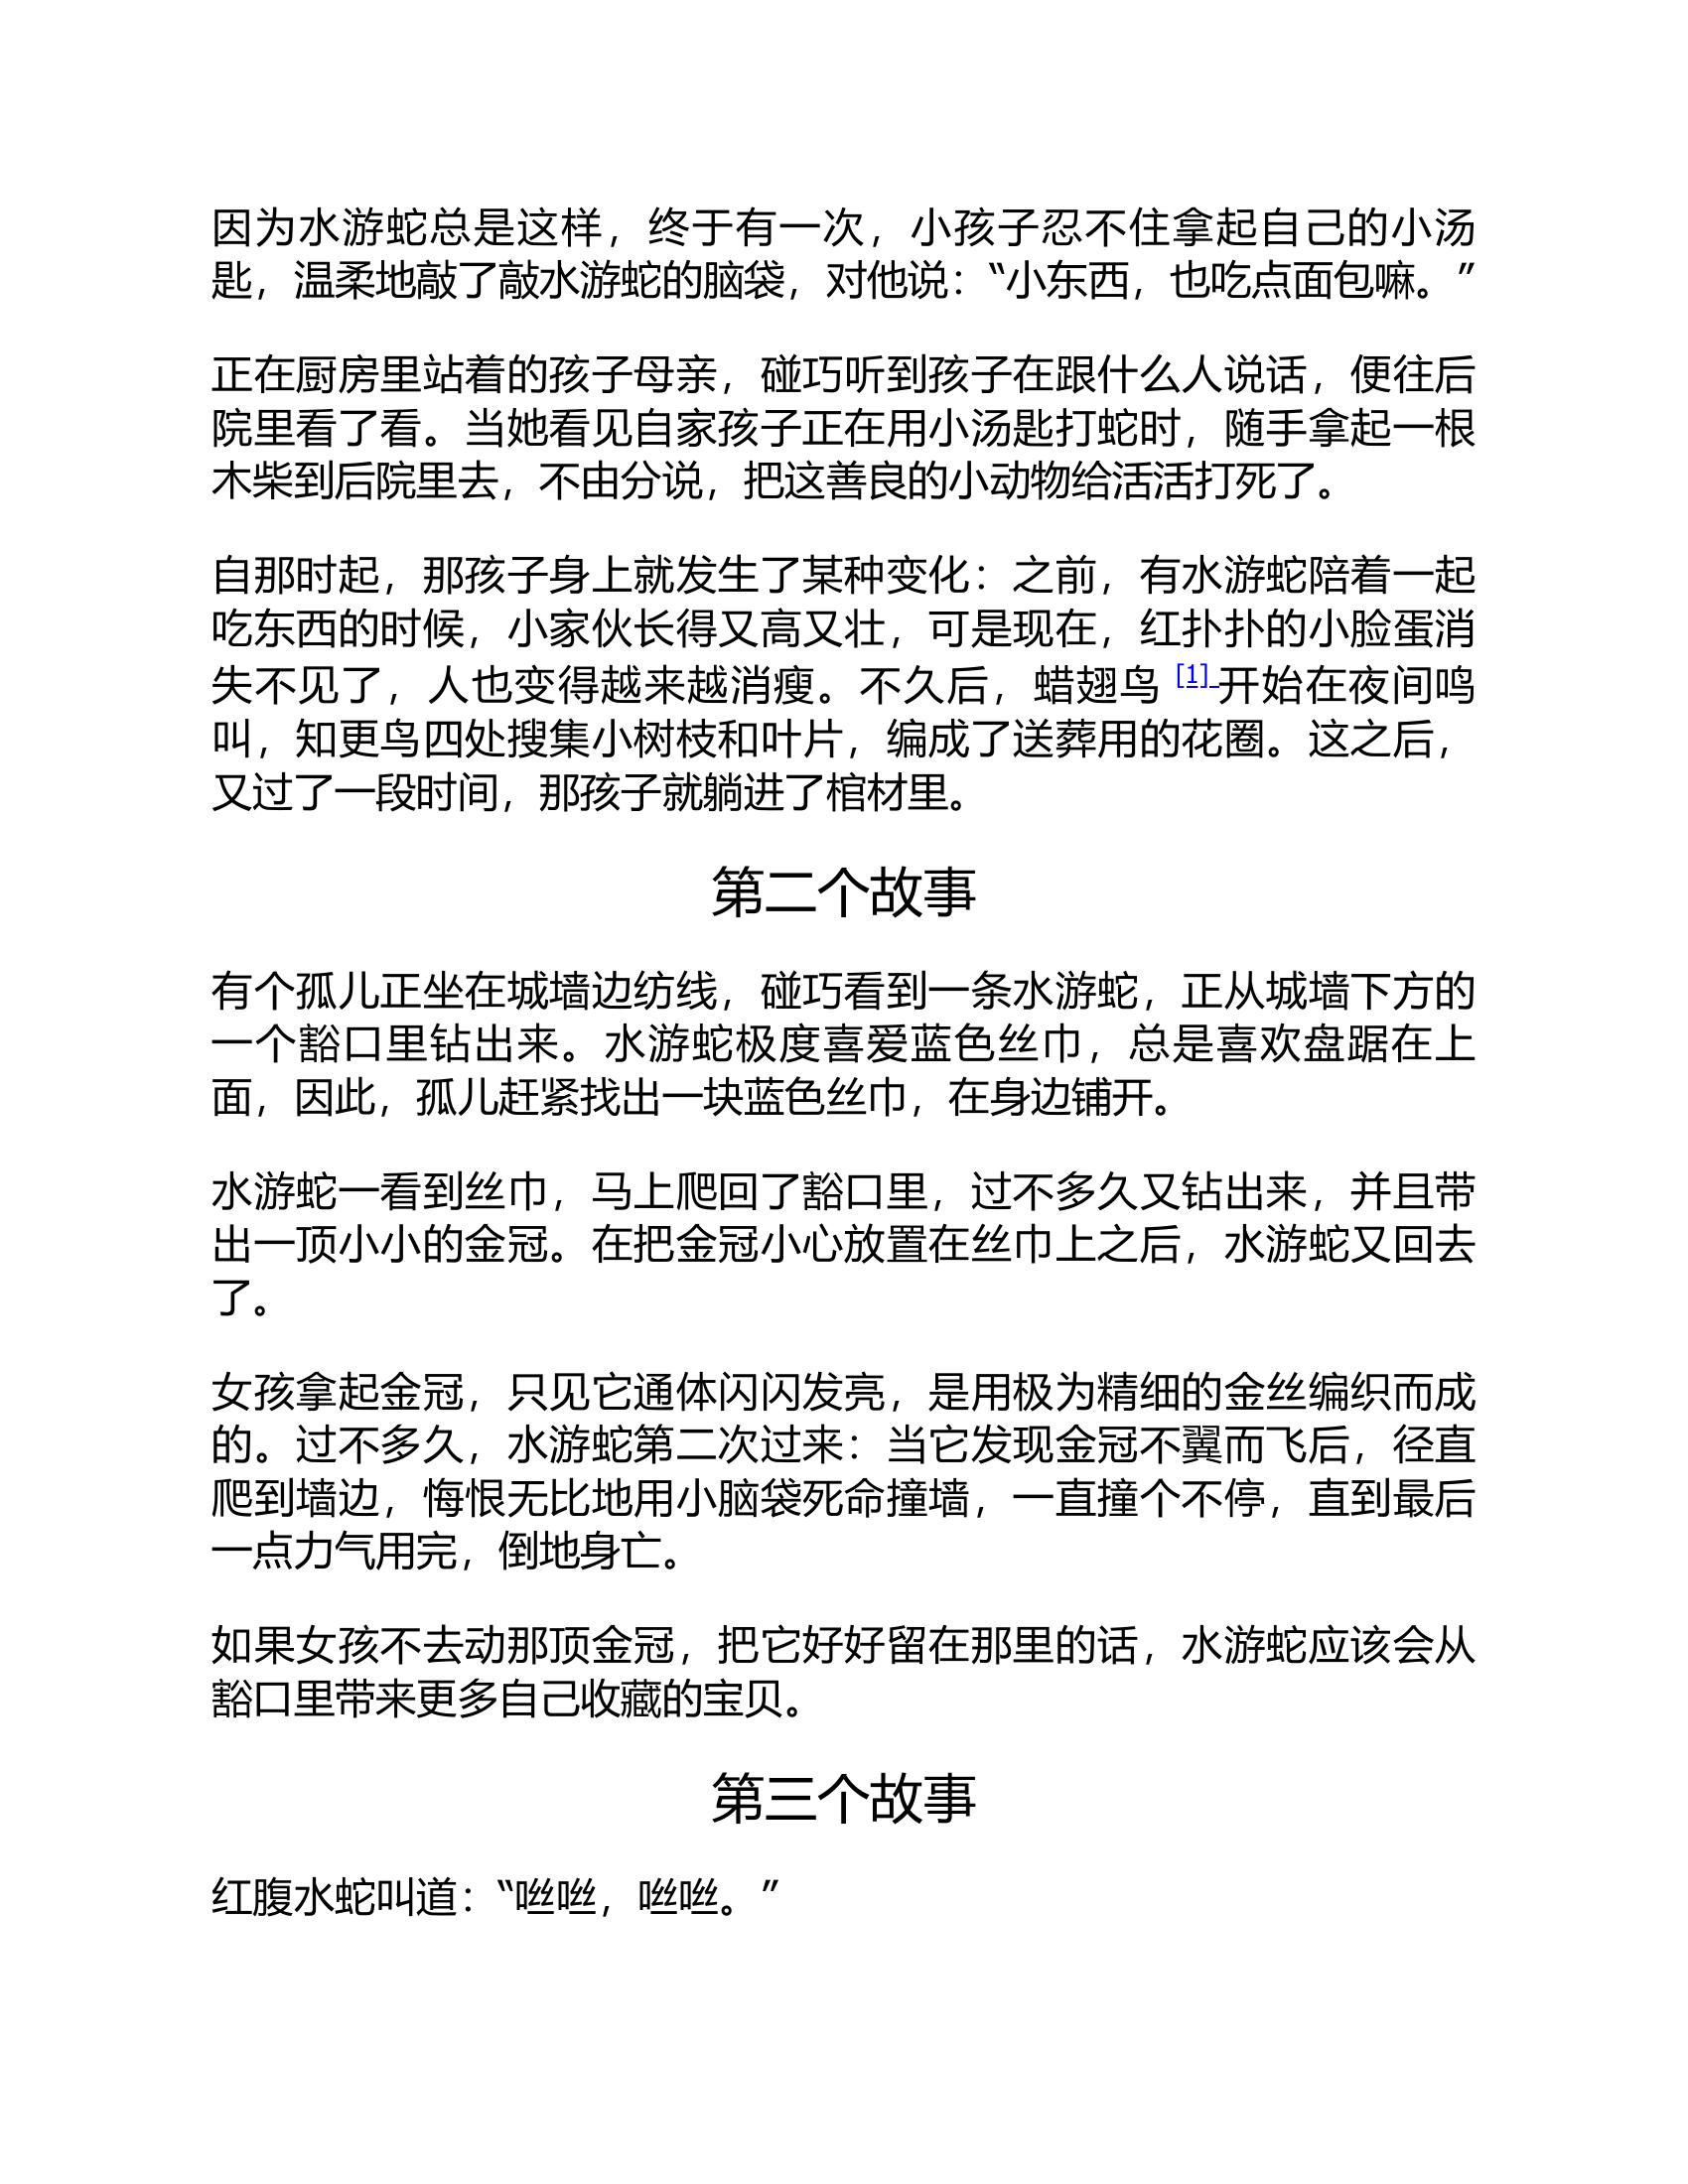 因为水游蛇总是这样，终于有一次，小孩子忍不住拿起自己的小汤
匙，温柔地敲了敲水游蛇的脑袋，对他说：“小东西，也吃点面包嘛。”
正在厨房里站着的孩子母亲，碰巧听到孩子在跟什么人说话，便往后
院里看了看。当她看见自家孩子正在用小汤匙打蛇时，随手拿起一根
木柴到后院里去，不由分说，把这善良的小动物给活活打死了。
自那时起，那孩子身上就发生了某种变化：之前，有水游蛇陪着一起
吃东西的时候，小家伙长得又高又壮，可是现在，红扑扑的小脸蛋消
失不见了，人也变得越来越消瘦。不久后，蜡翅鸟 [1] 开始在夜间鸣
叫，知更鸟四处搜集小树枝和叶片，编成了送葬用的花圈。这之后，
又过了一段时间，那孩子就躺进了棺材里。
第二个故事
有个孤儿正坐在城墙边纺线，碰巧看到一条水游蛇，正从城墙下方的
一个豁口里钻出来。水游蛇极度喜爱蓝色丝巾，总是喜欢盘踞在上
面，因此，孤儿赶紧找出一块蓝色丝巾，在身边铺开。
水游蛇一看到丝巾，马上爬回了豁口里，过不多久又钻出来，并且带
出一顶小小的金冠。在把金冠小心放置在丝巾上之后，水游蛇又回去
了。
女孩拿起金冠，只见它通体闪闪发亮，是用极为精细的金丝编织而成
的。过不多久，水游蛇第二次过来：当它发现金冠不翼而飞后，径直
爬到墙边，悔恨无比地用小脑袋死命撞墙，一直撞个不停，直到最后
一点力气用完，倒地身亡。
如果女孩不去动那顶金冠，把它好好留在那里的话，水游蛇应该会从
豁口里带来更多自己收藏的宝贝。
第三个故事
红腹水蛇叫道：“咝咝，咝咝。”